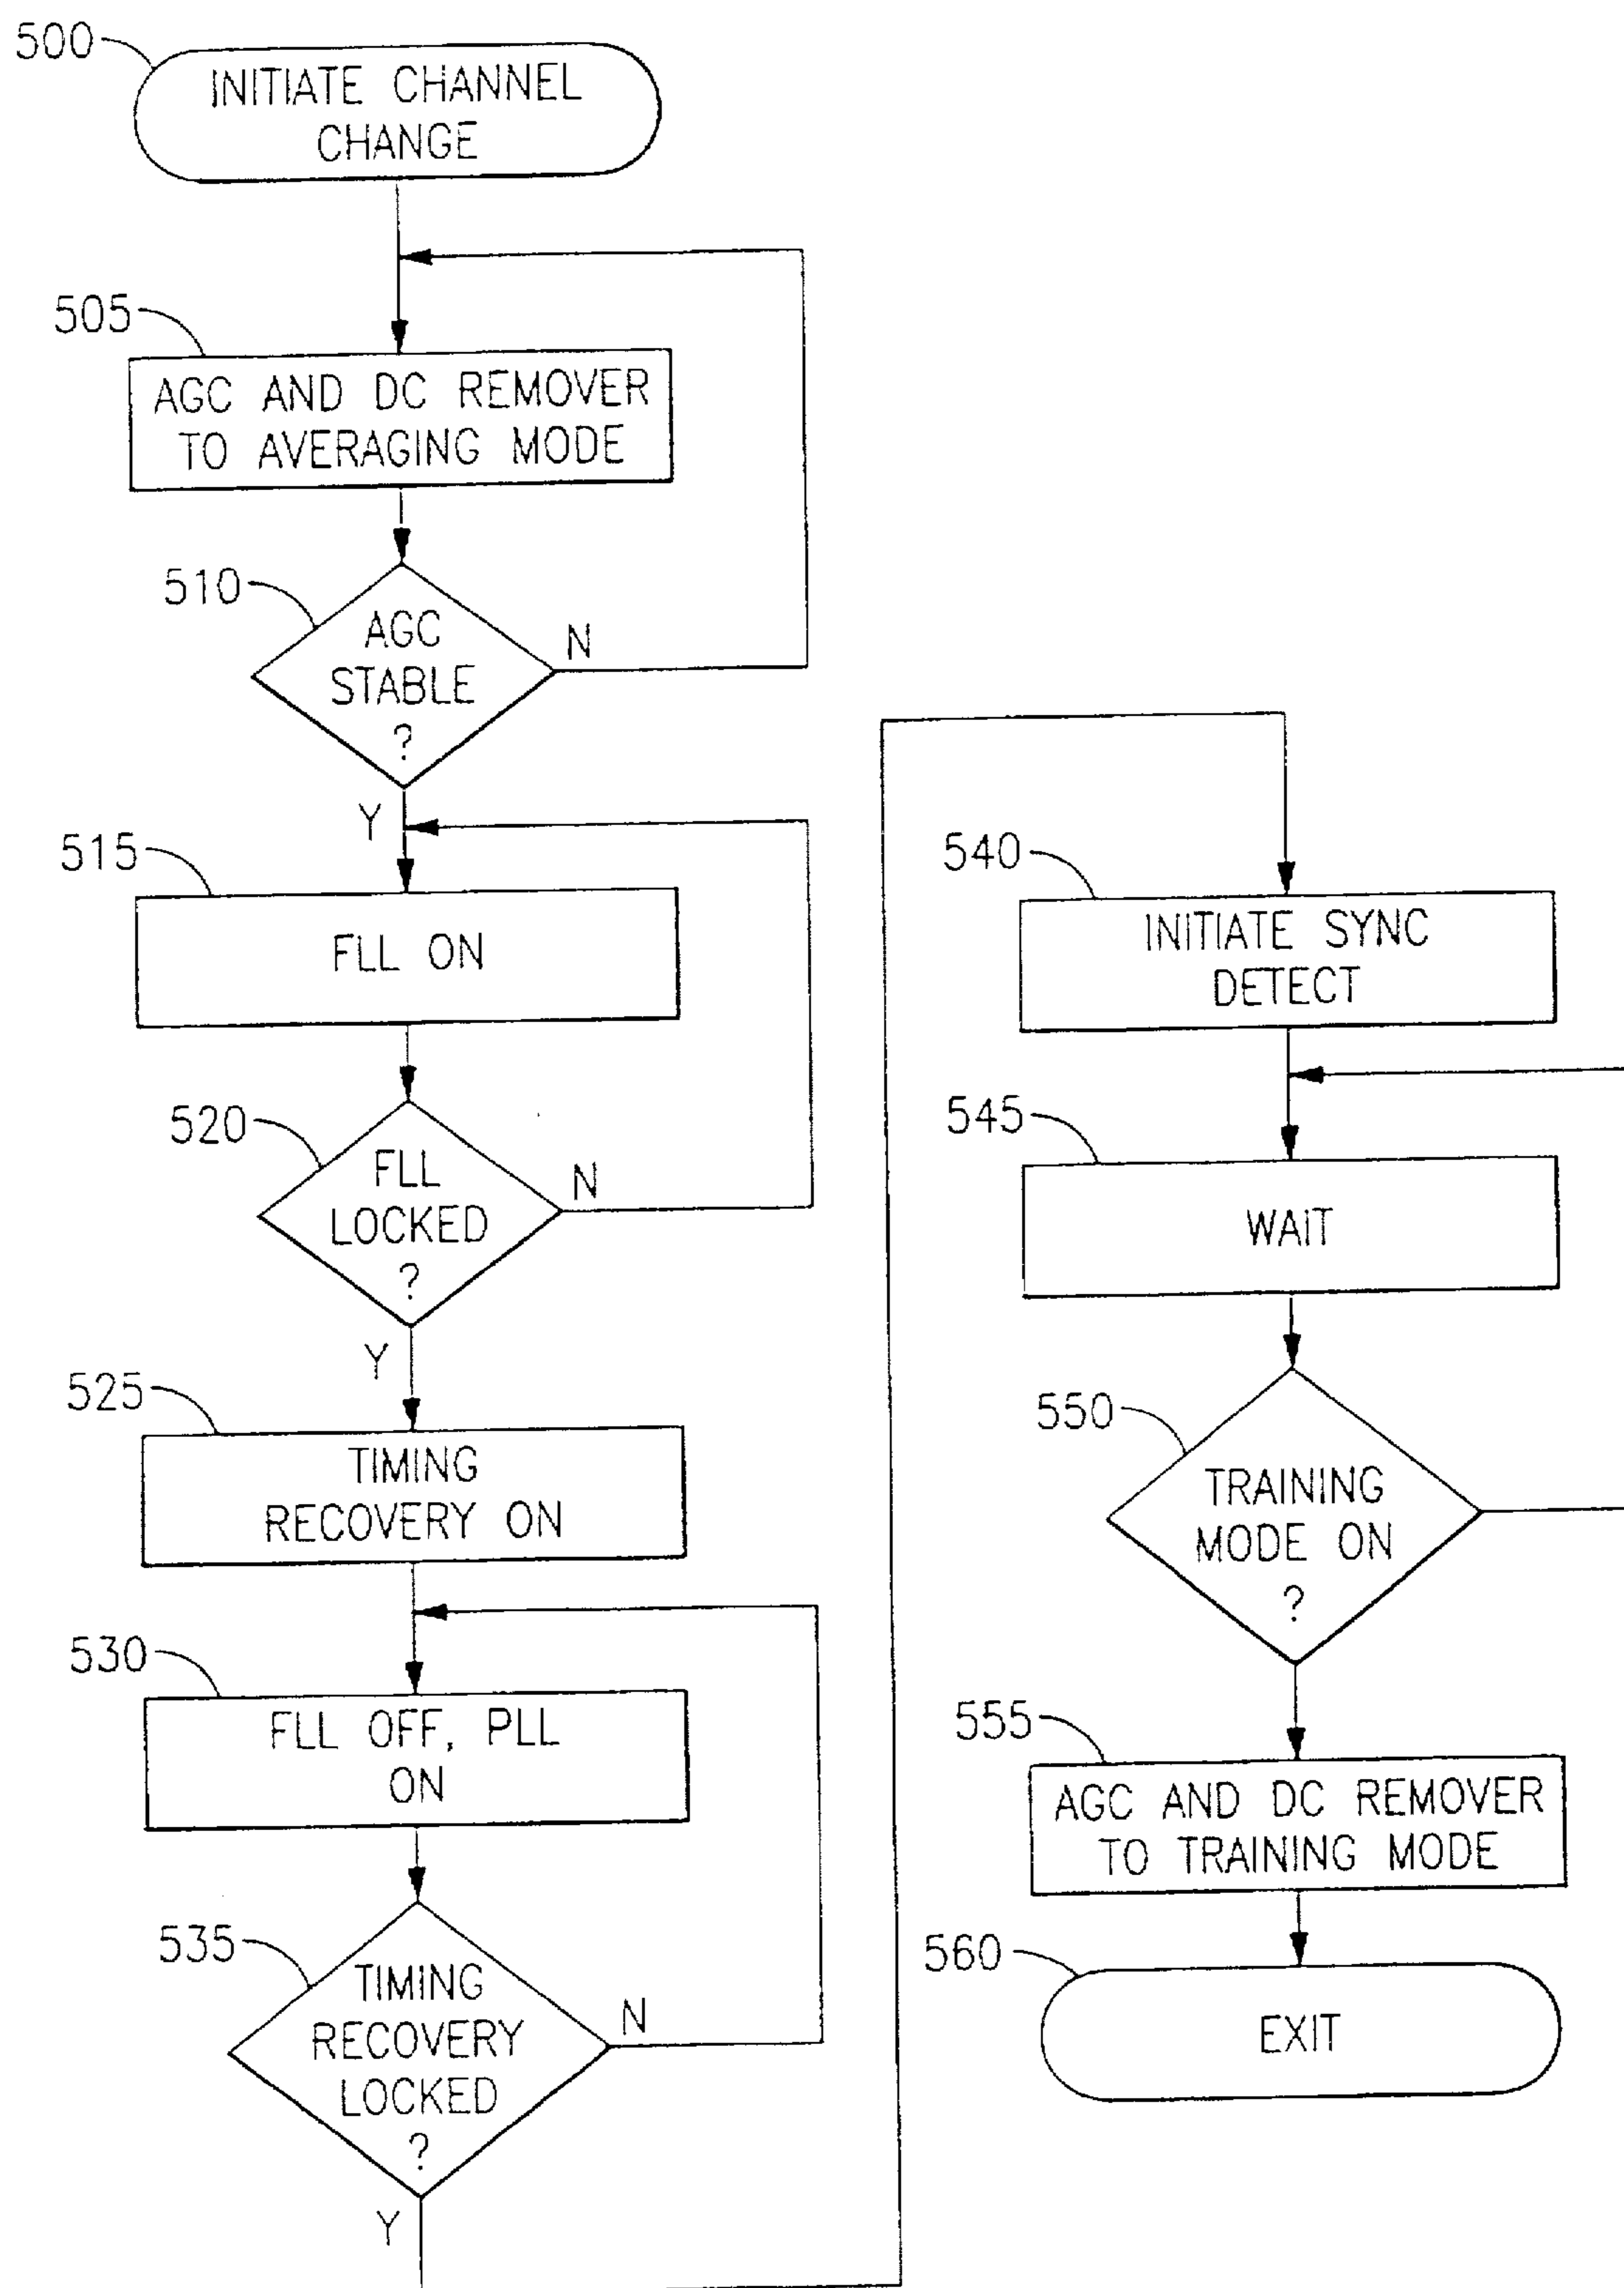 500
INITIATE CHANNEL
CHANGE
505
AGC AND DC REMOVER
TO AVERAGING MODE
510
AGC
STABLE
?
N
Y
515
FLL ON
520
FLL
LOCKED
?
N
Y
525
TIMING
RECOVERY ON
530
FLL OFF, PLL
ON
535
TIMING
RECOVERY
LOCKED
?
N
Y
540
INITIATE SYNC
DETECT
545
WAIT
550
TRAINING
MODE ON
?
555
AGC AND DC REMOVER
TO TRAINING MODE
560
EXIT